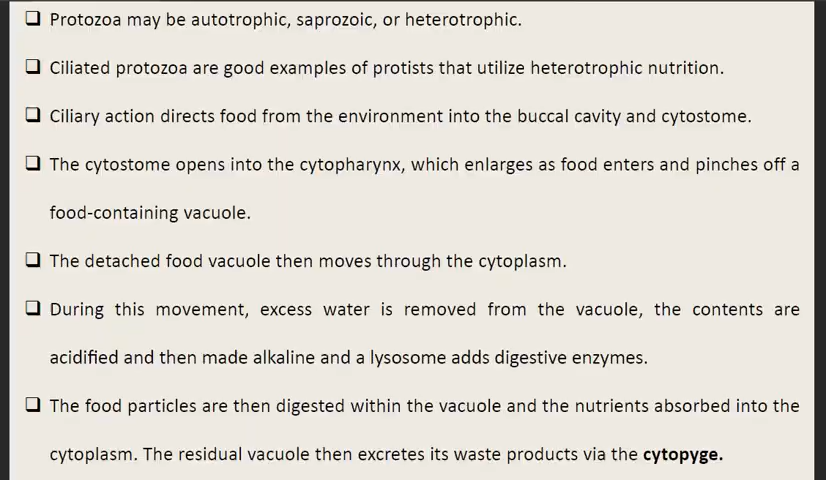 ❑ Protozoa may be autotrophic, saprozoic, or heterotrophic.
❑ Ciliated protozoa are good examples of protists that utilize heterotrophic nutrition.
❑ Ciliary action directs food from the environment into the buccal cavity and cytostome.
❑ The cytostome opens into the cytopharynx, which enlarges as food enters and pinches off a
food-containing vacuole.
❑ The detached food vacuole then moves through the cytoplasm.
❑ During this movement, excess water is removed from the vacuole, the contents are
acidified and then made alkaline and a lysosome adds digestive enzymes.
❑ The food particles are then digested within the vacuole and the nutrients absorbed into the
cytoplasm. The residual vacuole then excretes its waste products via the cytopyge.